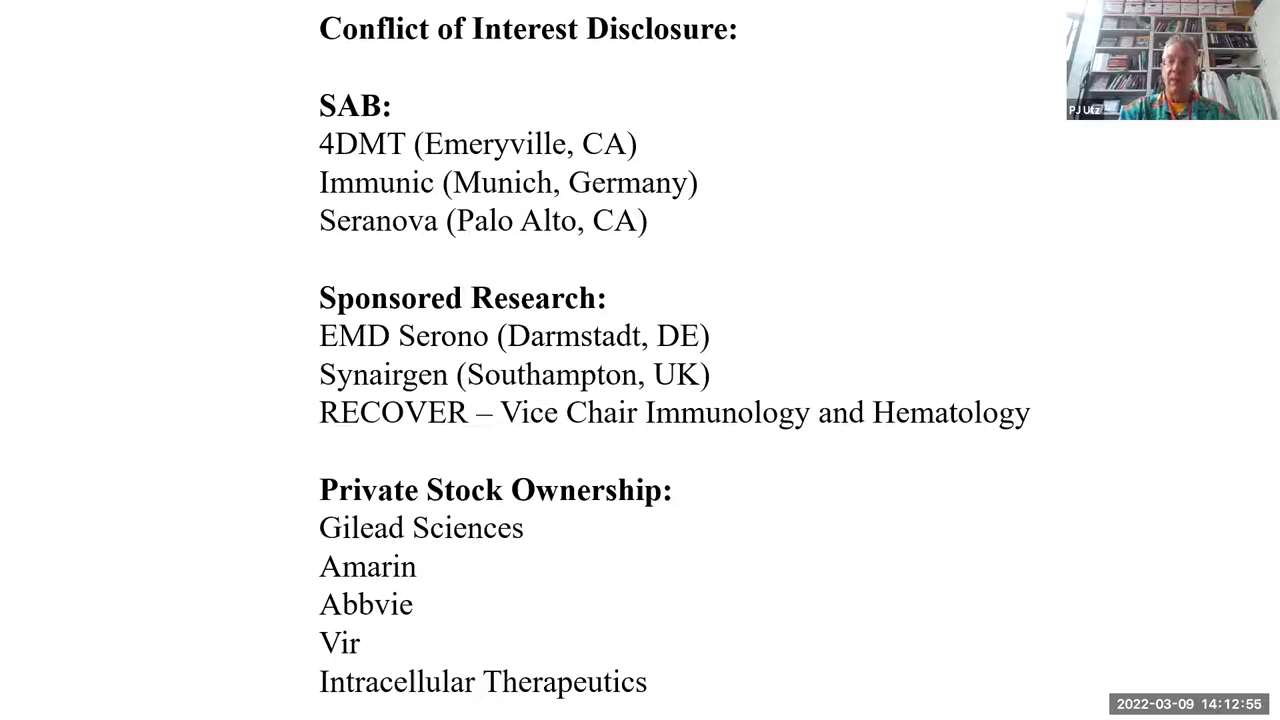 Conflict of Interest Disclosure:
SAB:
4DMT (Emeryville, CA)
Immunic (Munich, Germany)
Seranova (Palo Alto, CA)
Sponsored Research:
EMD Serono (Darmstadt, DE)
Synairgen (Southampton, UK)
RECOVER – Vice Chair Immunology and Hematology
Private Stock Ownership:
Gilead Sciences
Amarin
Abbvie
Vir
Intracellular Therapeutics
PJ Utz
2022-03-09 14:12:55